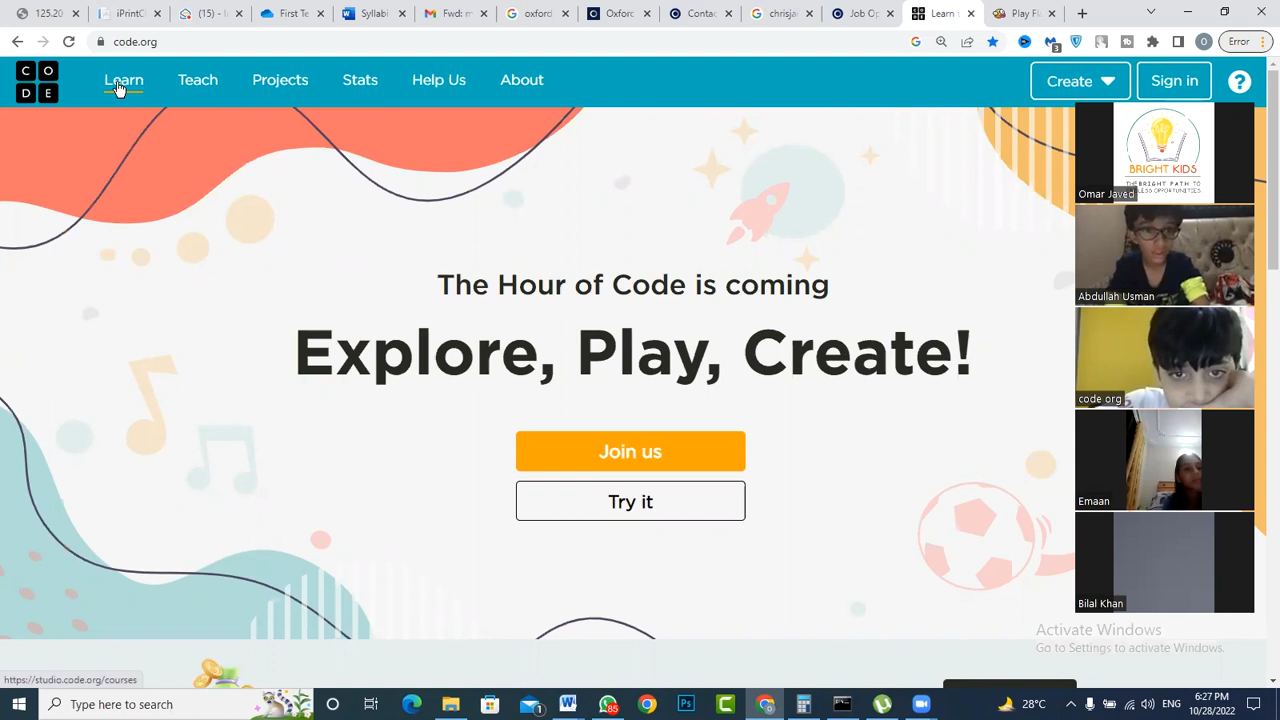 125.20
iPrintC
(15) - I
First Te
Syllabi
Fwd: m
oxford
Oxford
Contac
chrisja
Job Op
Learn
Play Fl
code.org
Error
C O
D E
Learn
Teach
Projects
Stats
Help Us
About
Create
Sign in
?
BRIGHT KIDS
Omar Javed
Abdullah Usman
The Hour of Code is coming
Explore, Play, Create!
code org
Join us
Try it
Emaan
Bilal Khan
Activate Windows
Go to Settings to activate Windows.
https://studio.code.org/courses
Type here to search
85
28°C
ENG
6:27 PM
10/28/2022